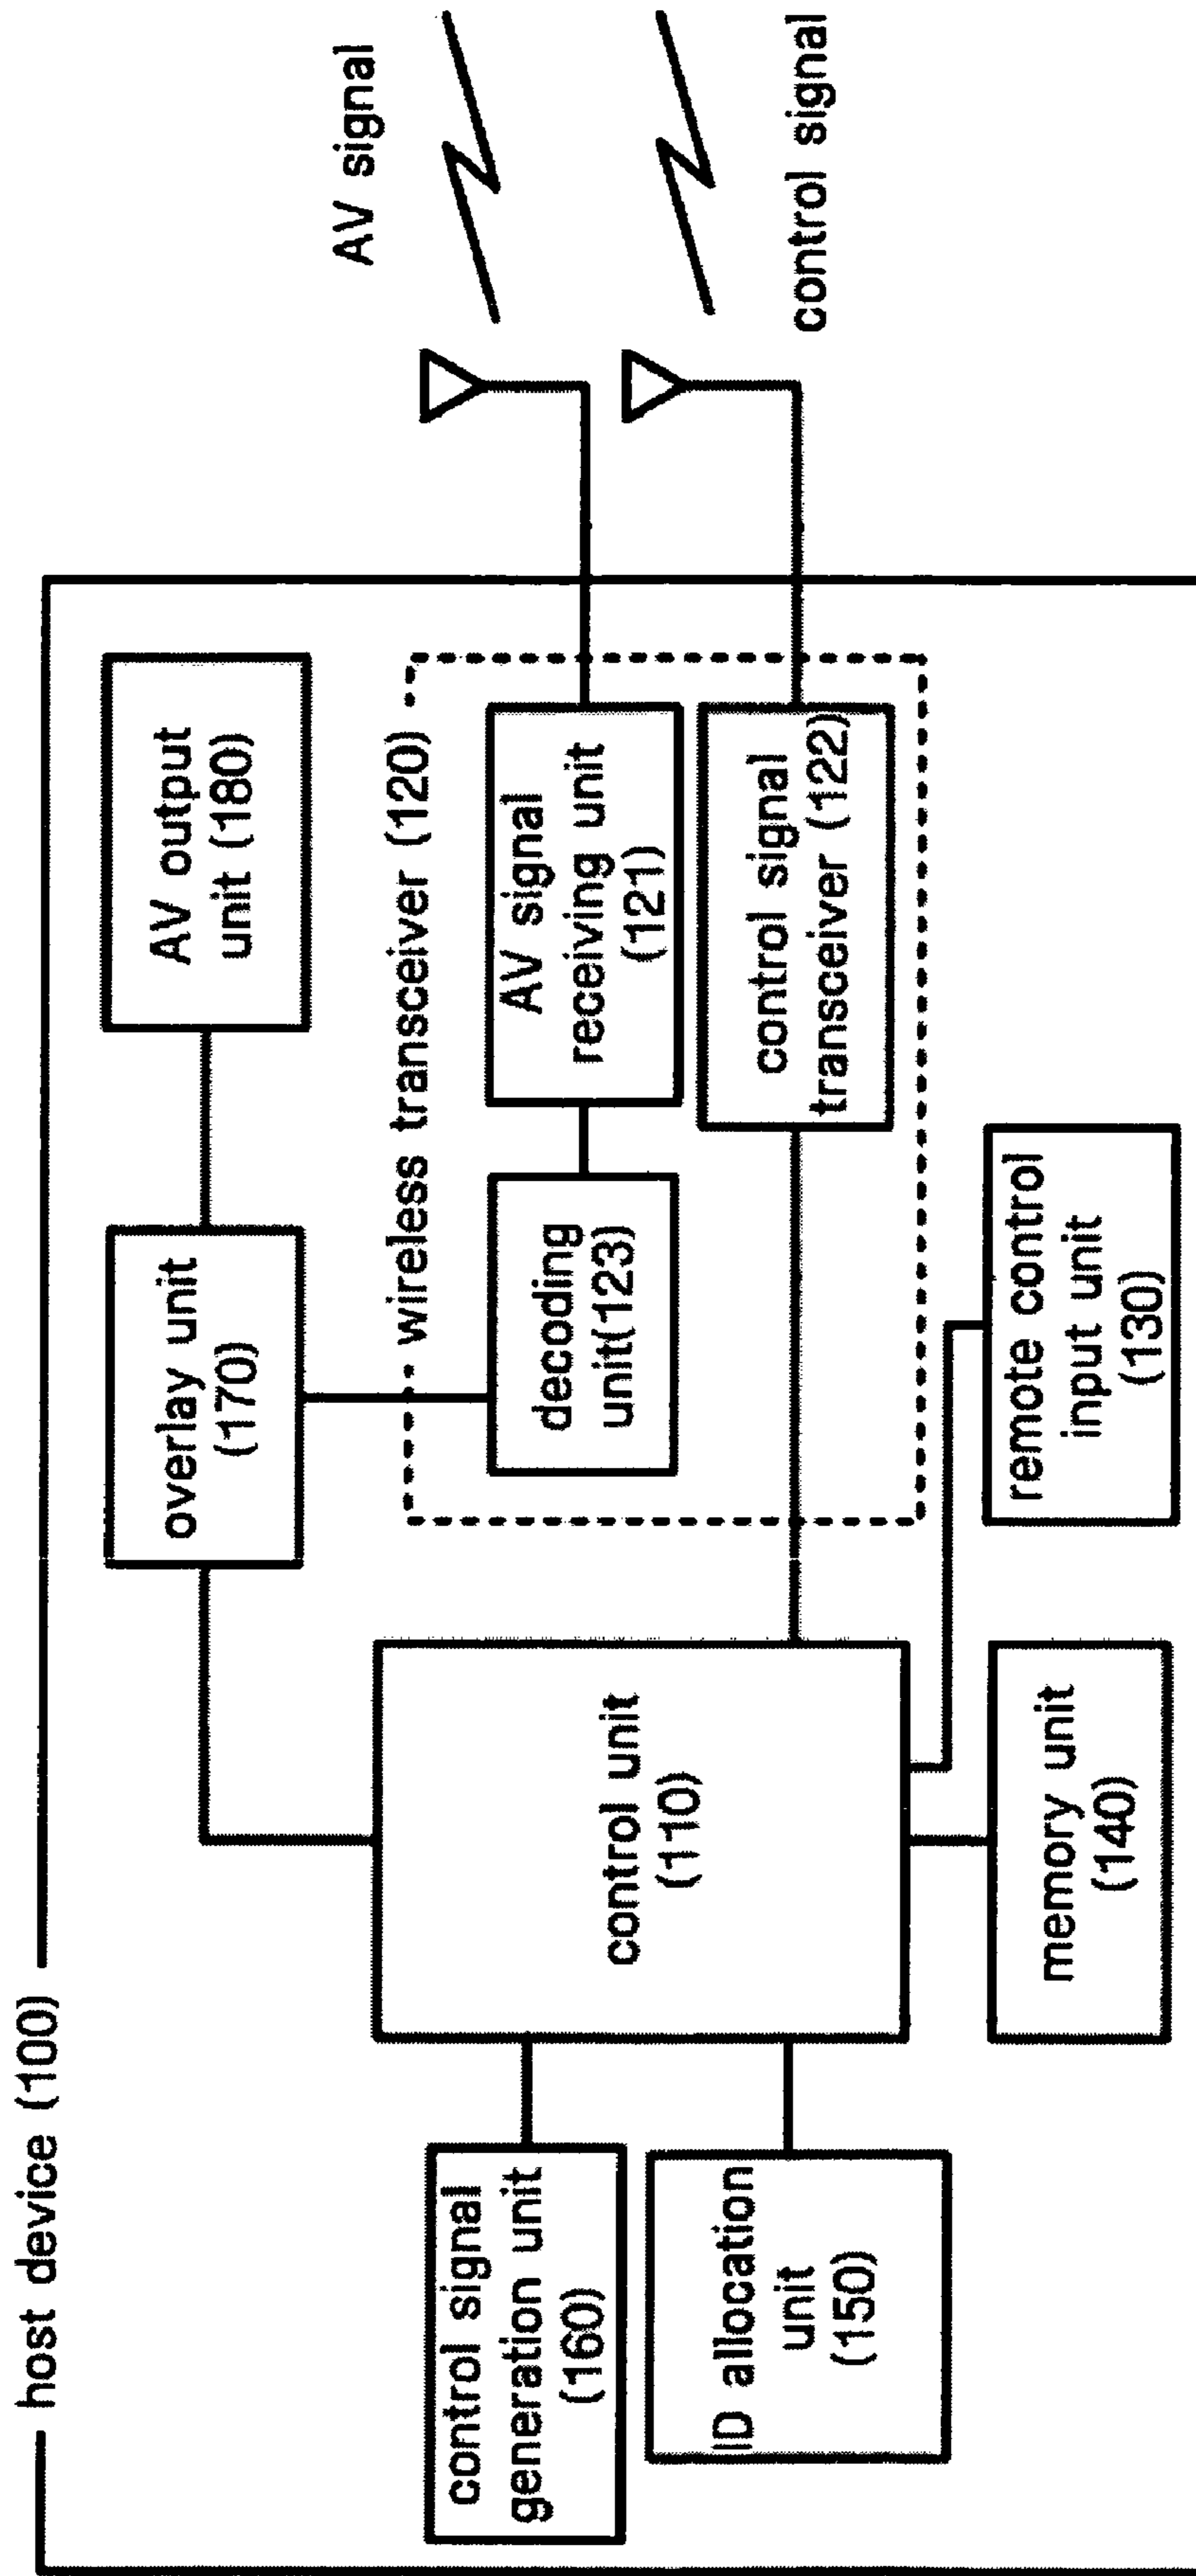 host device (100)
AV output
unit (180)
overlay unit
(170)
AV signal
wireless transceiver (120)
AV signal
receiving unit
(121)
decoding
unit(123)
control signal
transceiver (122)
control signal
control unit
(110)
control signal
generation unit
(160)
ID allocation
unit
(150)
memory unit
(140)
remote control
input unit
(130)